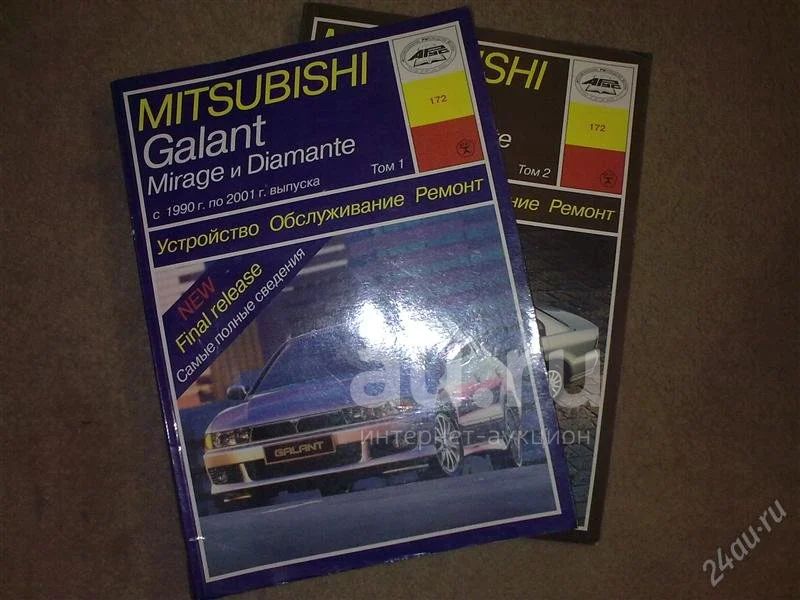 MITSUBISHI
Galant
Mirage и Diamante
Том 1
с 1990 г. по 2001 г. выпуска
Устройство Обслуживание Ремонт
NEW
Final release
Самые полные сведения
172
GALANT
SHI
172
Том 2
ние Ремонт
au.ru
интернет-аукцион
24au.ru